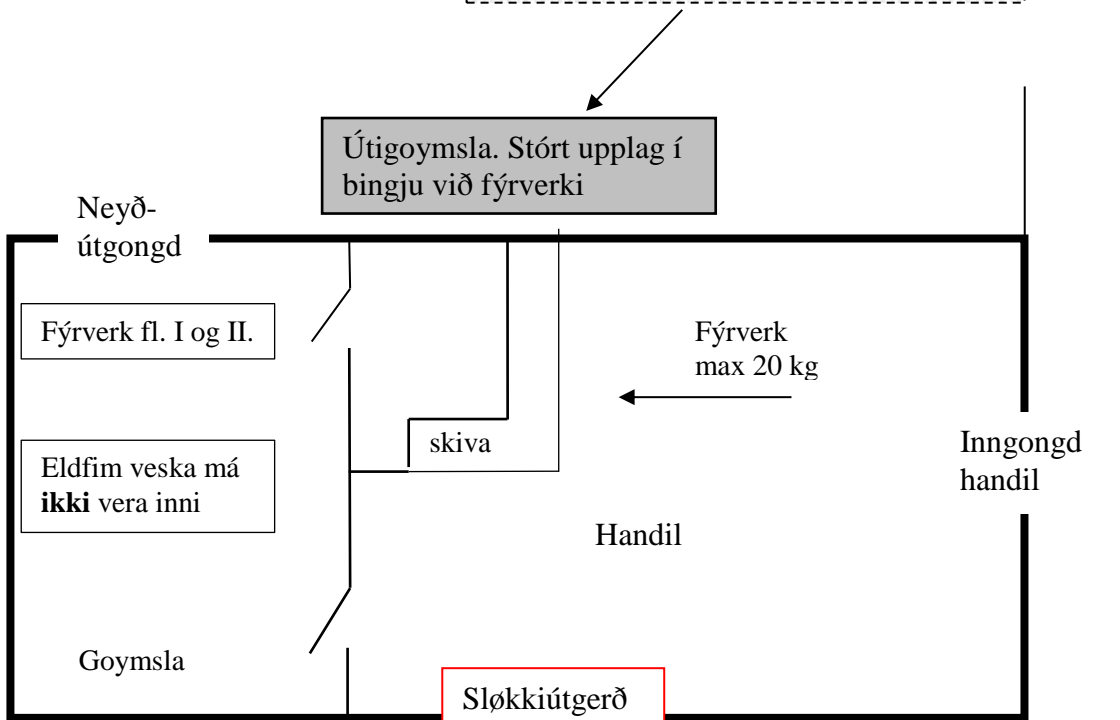 Útigoymsla. Stórt upplag í
bingju við fýrverki
Neyð-
útgongd
Fýrverk fl. I og II.
Fýrverk
max 20 kg
skiva
Inngongd
handil
Eldfim veska má
ikki vera inni
Handil
Goymsla
Sløkkiútgerð